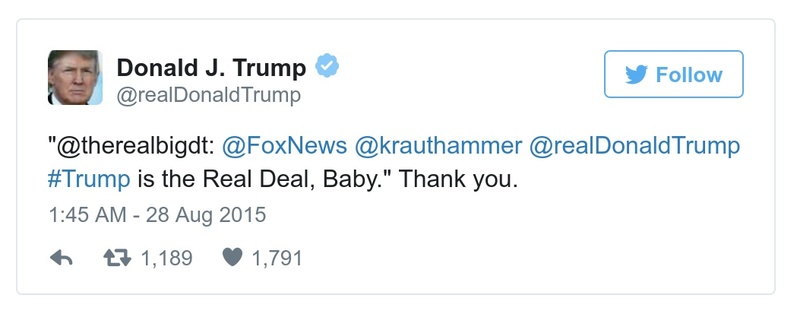 Donald J. Trump
@realDonaldTrump
Follow
"@therealbigdt: @FoxNews @krauthammer @realDonaldTrump
#Trump is the Real Deal, Baby." Thank you.
1:45 AM - 28 Aug 2015
1,189 1,791